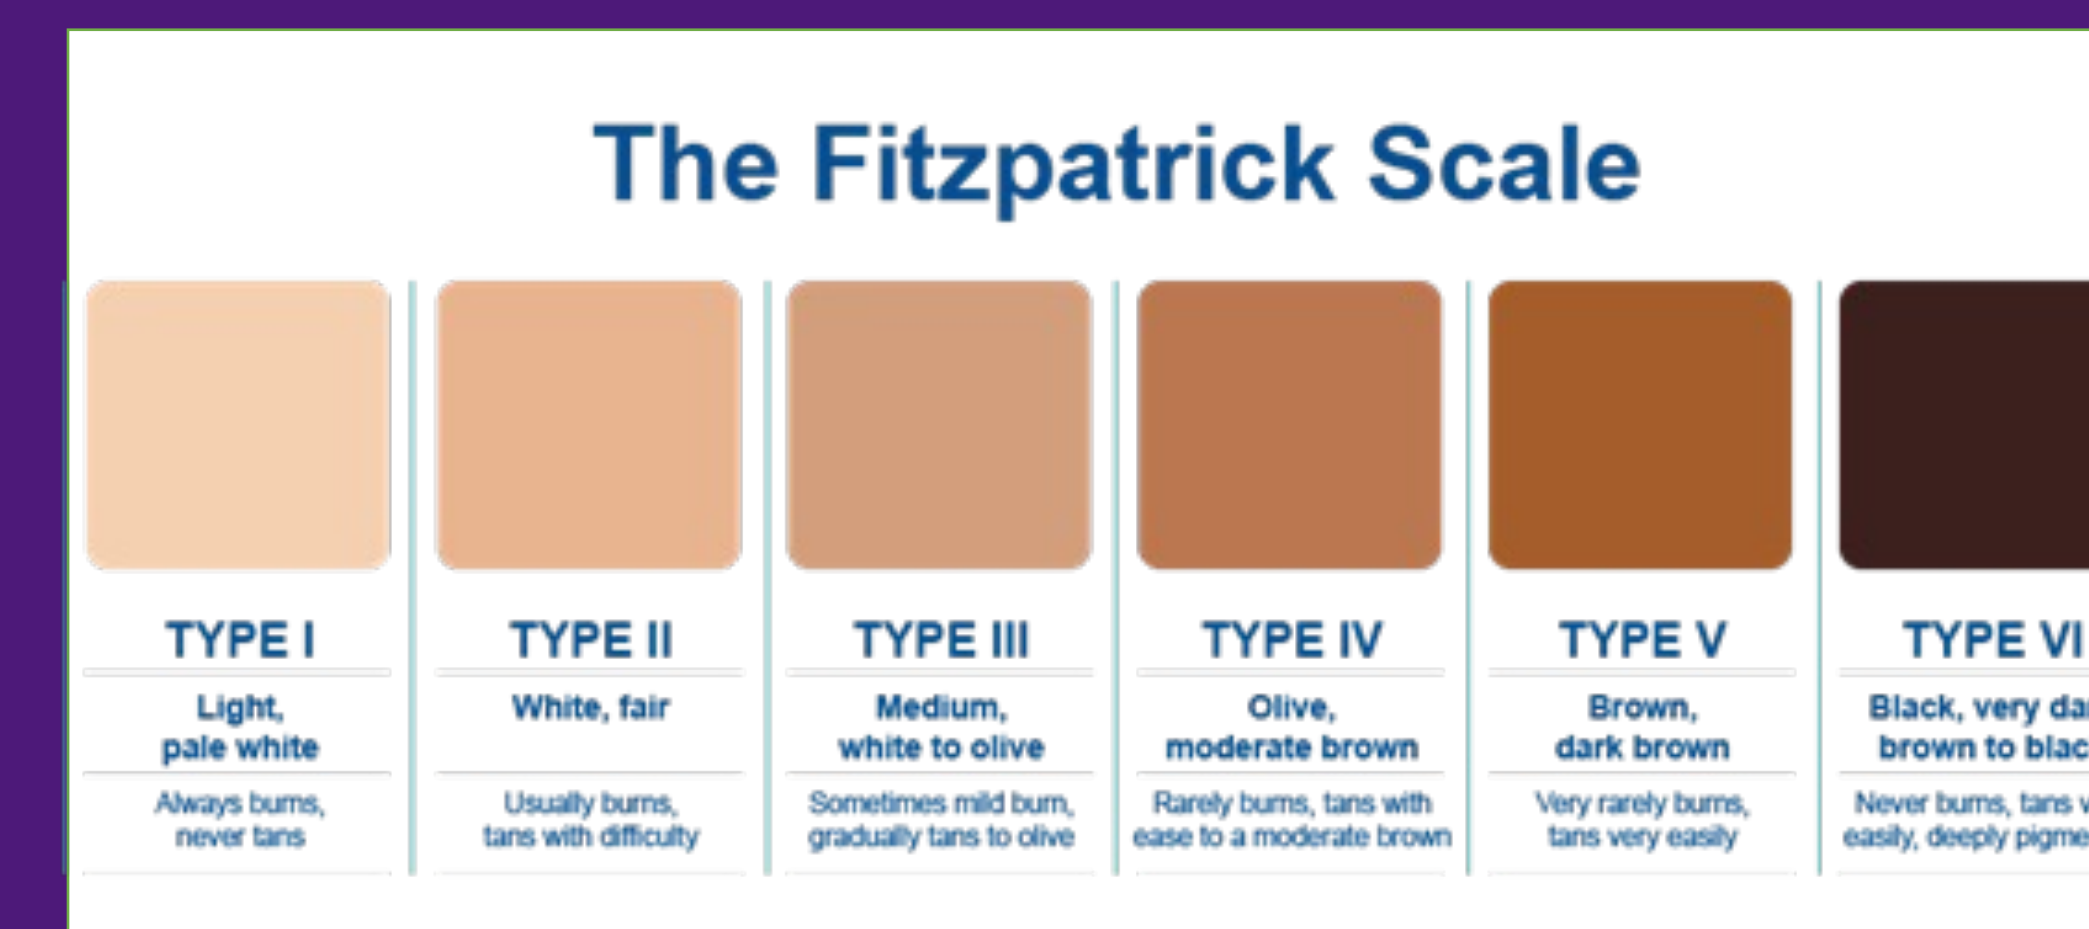 The Fitzpatrick Scale
TYPE I
Light,
pale white
Always burns,
never tans
TYPE II
White, fair
Usually burns,
tans with difficulty
TYPE III
Medium,
white to olive
Sometimes mild burn,
gradually tans to olive
TYPE IV
Olive,
moderate brown
Rarely burns, tans with
ease to a moderate brown
TYPE V
Brown,
dark brown
Very rarely burns,
tans very easily
TYPE VI
Black, very
brown to
Never burns, tans
easily, deeply